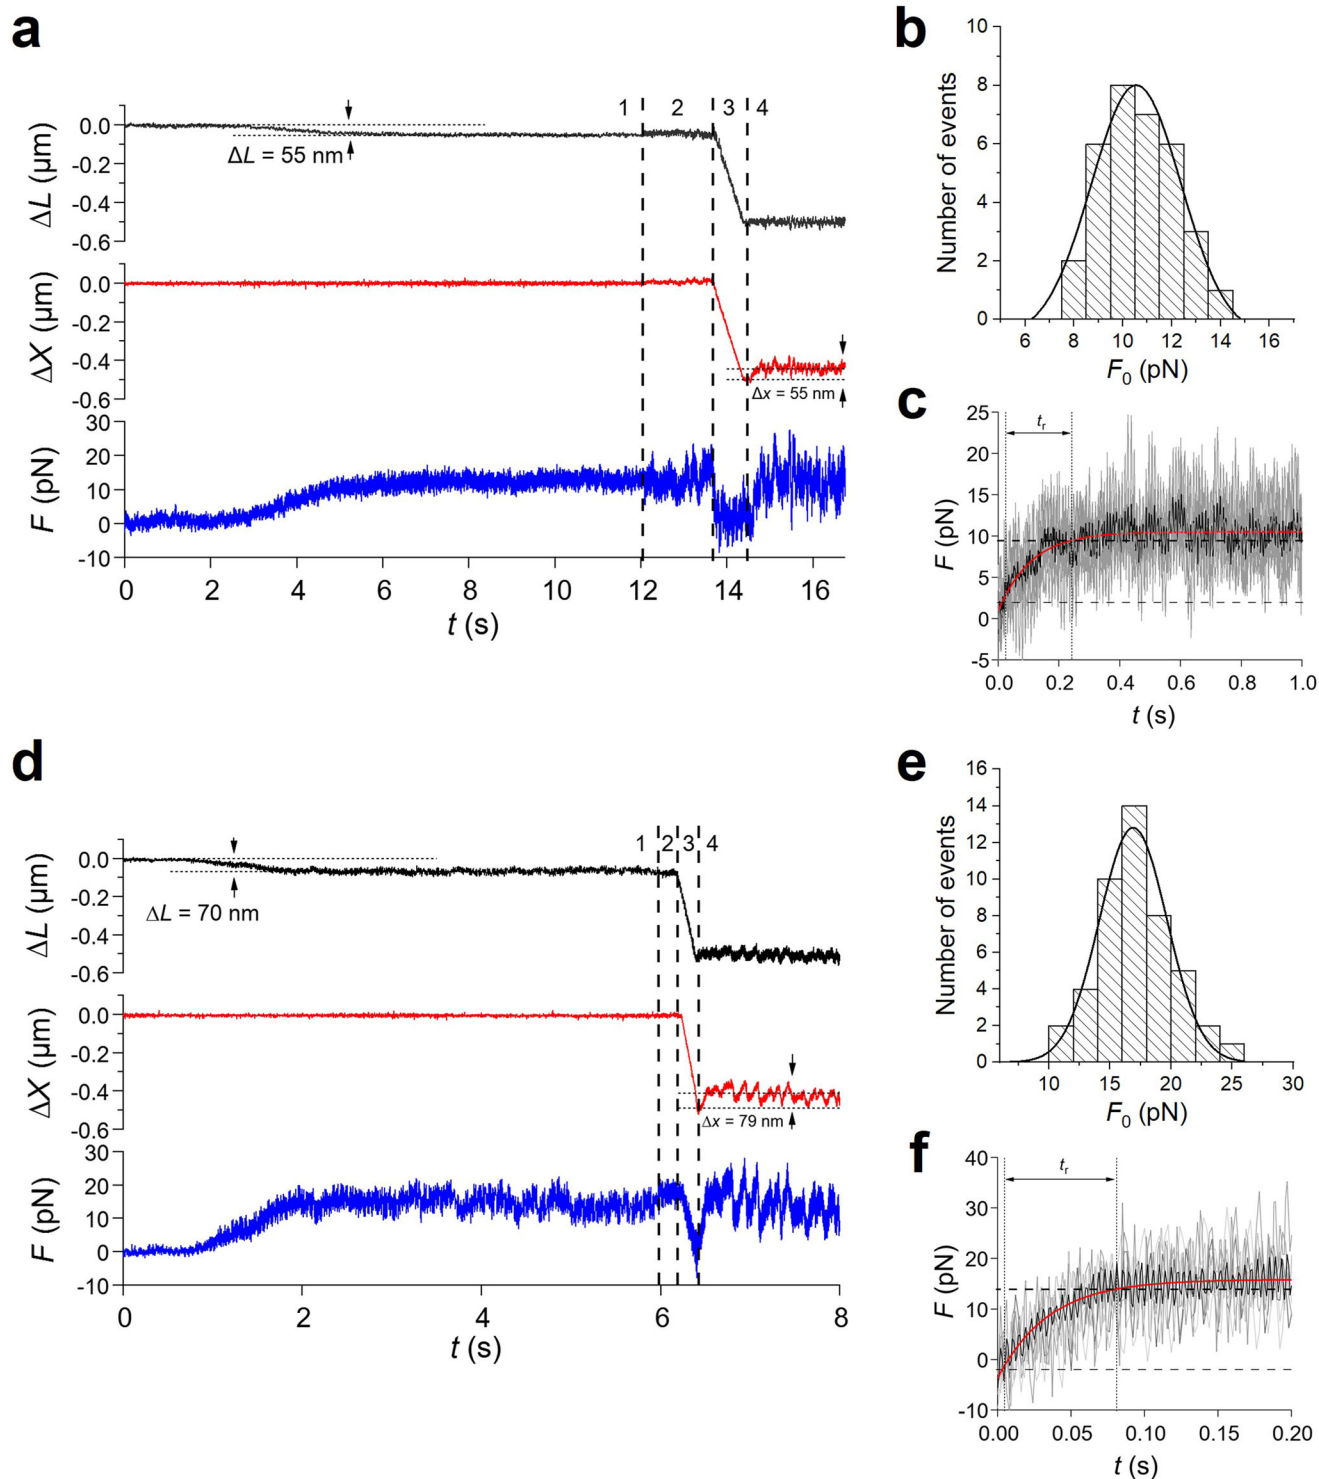 a
1 2 3 4
0.0
-0.2
-0.4
-0.6
ΔL (µm)
ΔL = 55 nm
0.0
-0.2
-0.4
-0.6
ΔX (µm)
Δx = 55 nm
30
20
10
0
-10
F (pN)
0 2 4 6 8 10 12 14 16
t (s)
b
10
8
6
4
2
0
Number of events
6 8 10 12 14 16
F0 (pN)
c
25
20
15
10
5
0
-5
F (pN)
tr
0.0 0.2 0.4 0.6 0.8 1.0
t (s)
d
1 2 3 4
0.0
-0.2
-0.4
-0.6
ΔL (µm)
ΔL = 70 nm
0.0
-0.2
-0.4
-0.6
ΔX (µm)
Δx = 79 nm
30
20
10
0
-10
F (pN)
0 2 4 6 8
t (s)
e
16
14
12
10
8
6
4
2
0
Number of events
10 15 20 25 30
F0 (pN)
f
40
30
20
10
0
-10
F (pN)
tr
0.00 0.05 0.10 0.15 0.20
t (s)